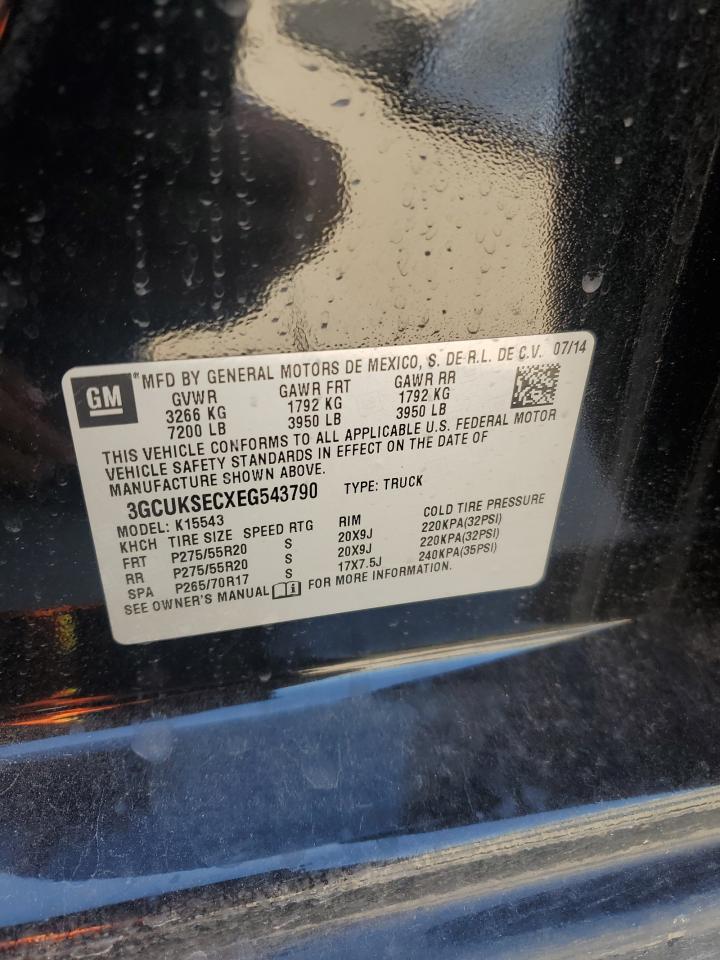 GM ® MFD BY GENERAL MOTORS DE MEXICO, S. DE R.L. DE C.V. 07/14
GVWR GAWR FRT GAWR RR
3266 KG 1792 KG 1792 KG
7200 LB 3950 LB 3950 LB
THIS VEHICLE CONFORMS TO ALL APPLICABLE U.S. FEDERAL MOTOR
VEHICLE SAFETY STANDARDS IN EFFECT ON THE DATE OF
MANUFACTURE SHOWN ABOVE.
3GCUKSECXEG543790 TYPE: TRUCK
MODEL: K15543
KHCH TIRE SIZE SPEED RTG RIM COLD TIRE PRESSURE
FRT P275/55R20 S 20X9J 220KPA(32PSI)
RR P275/55R20 S 20X9J 220KPA(32PSI)
SPA P265/70R17 S 17X7.5J 240KPA(35PSI)
SEE OWNER'S MANUAL FOR MORE INFORMATION.